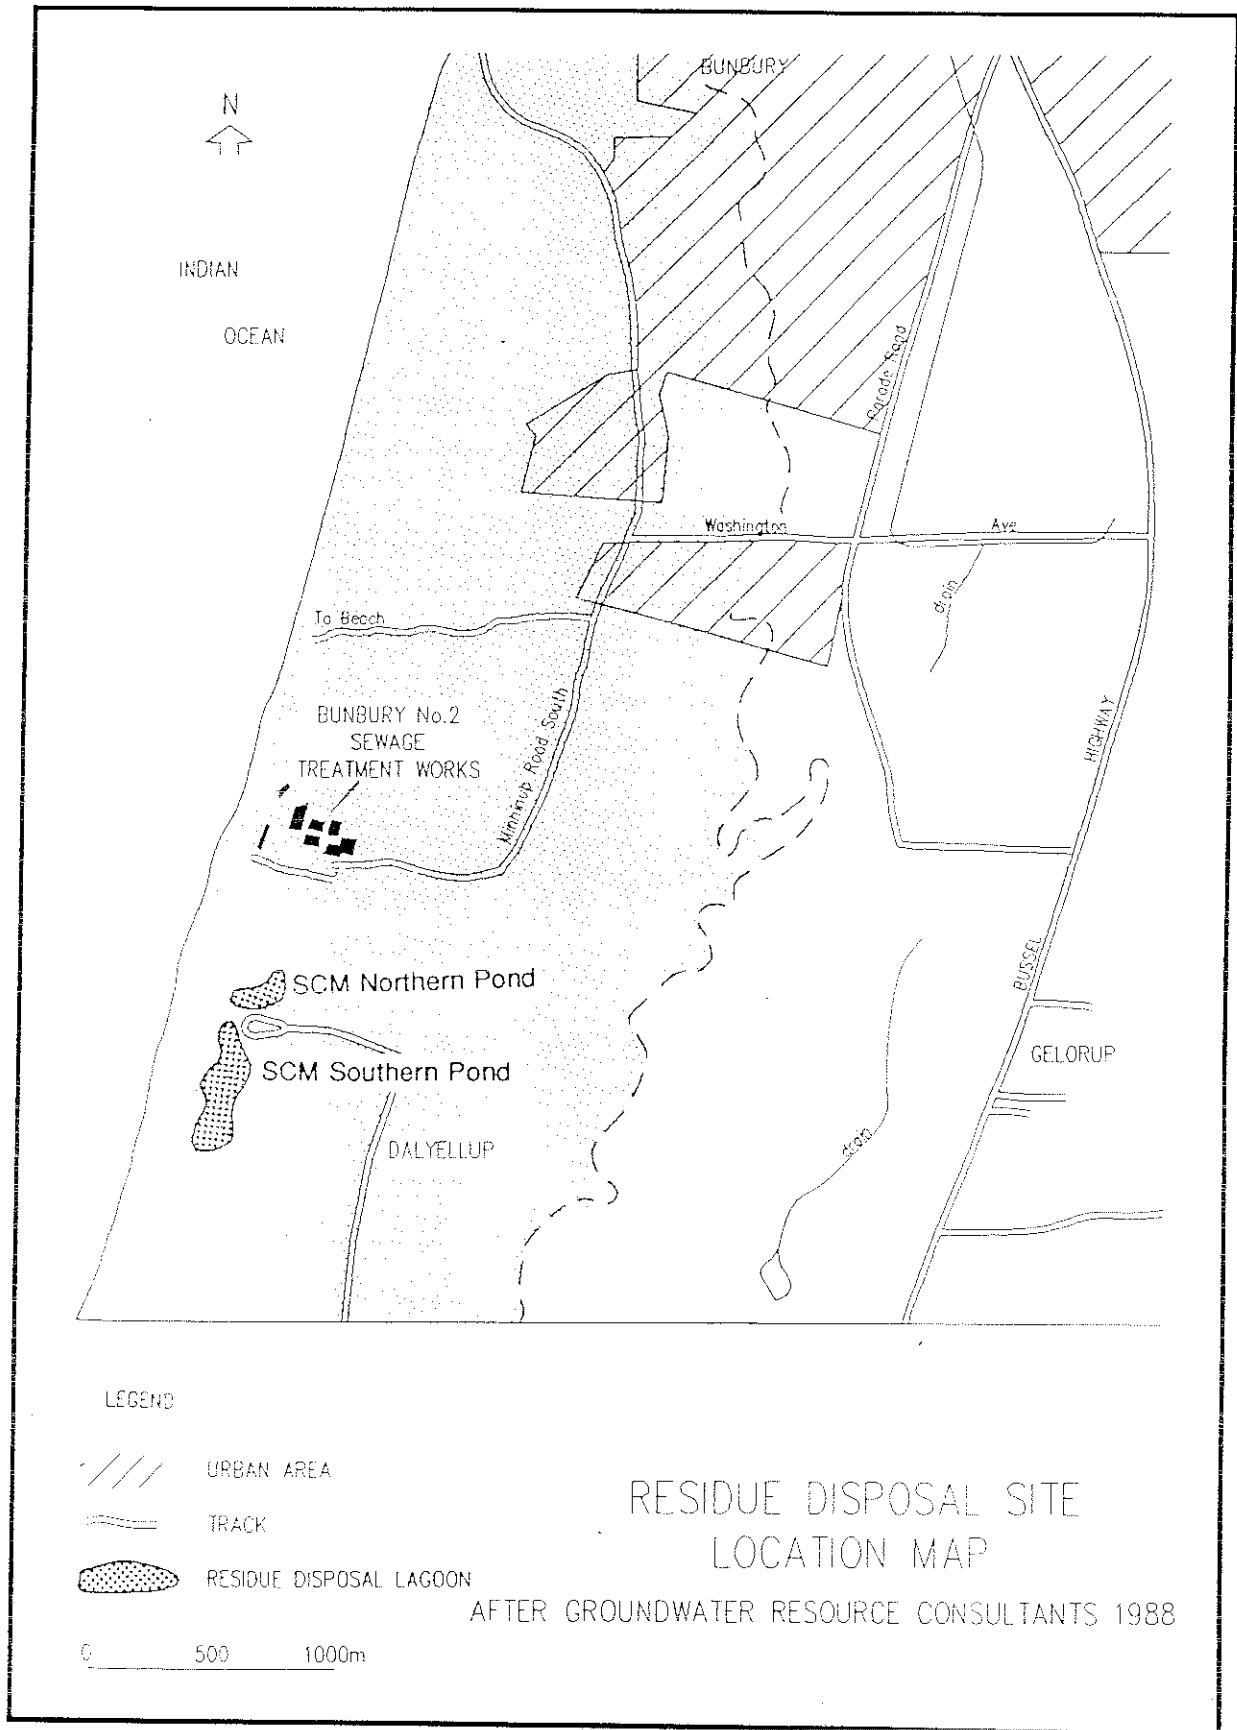 BUNBURY
N
INDIAN
OCEAN
Parade Road
Washington Ave
drain
To Beach
BUNBURY No.2
SEWAGE
TREATMENT WORKS
Minninup Road South
BUSSEL HIGHWAY
SCM Northern Pond
SCM Southern Pond
GELORUP
DALYELLUP
drain
LEGEND
URBAN AREA
TRACK
RESIDUE DISPOSAL LAGOON
0 500 1000m
RESIDUE DISPOSAL SITE
LOCATION MAP
AFTER GROUNDWATER RESOURCE CONSULTANTS 1988